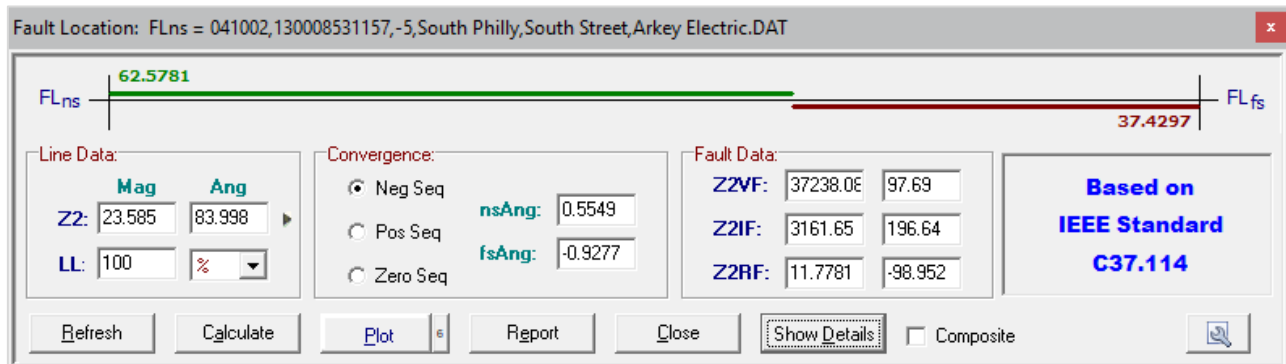 Fault Location: FLns = 041002,130008531157,-5,South Philly,South Street,Arkey Electric.DAT
x
62.5781
FLns
FLfs
37.4297
Line Data:
Mag Ang
Z2: 23.585 83.998
LL: 100 %
Convergence:
Neg Seq
Pos Seq
Zero Seq
nsAng: 0.5549
fsAng: -0.9277
Fault Data:
Z2VF: 37238.08 97.69
Z2IF: 3161.65 196.64
Z2RF: 11.7781 -98.952
Based on
IEEE Standard
C37.114
Refresh Calculate Plot 6 Report Close Show Details Composite